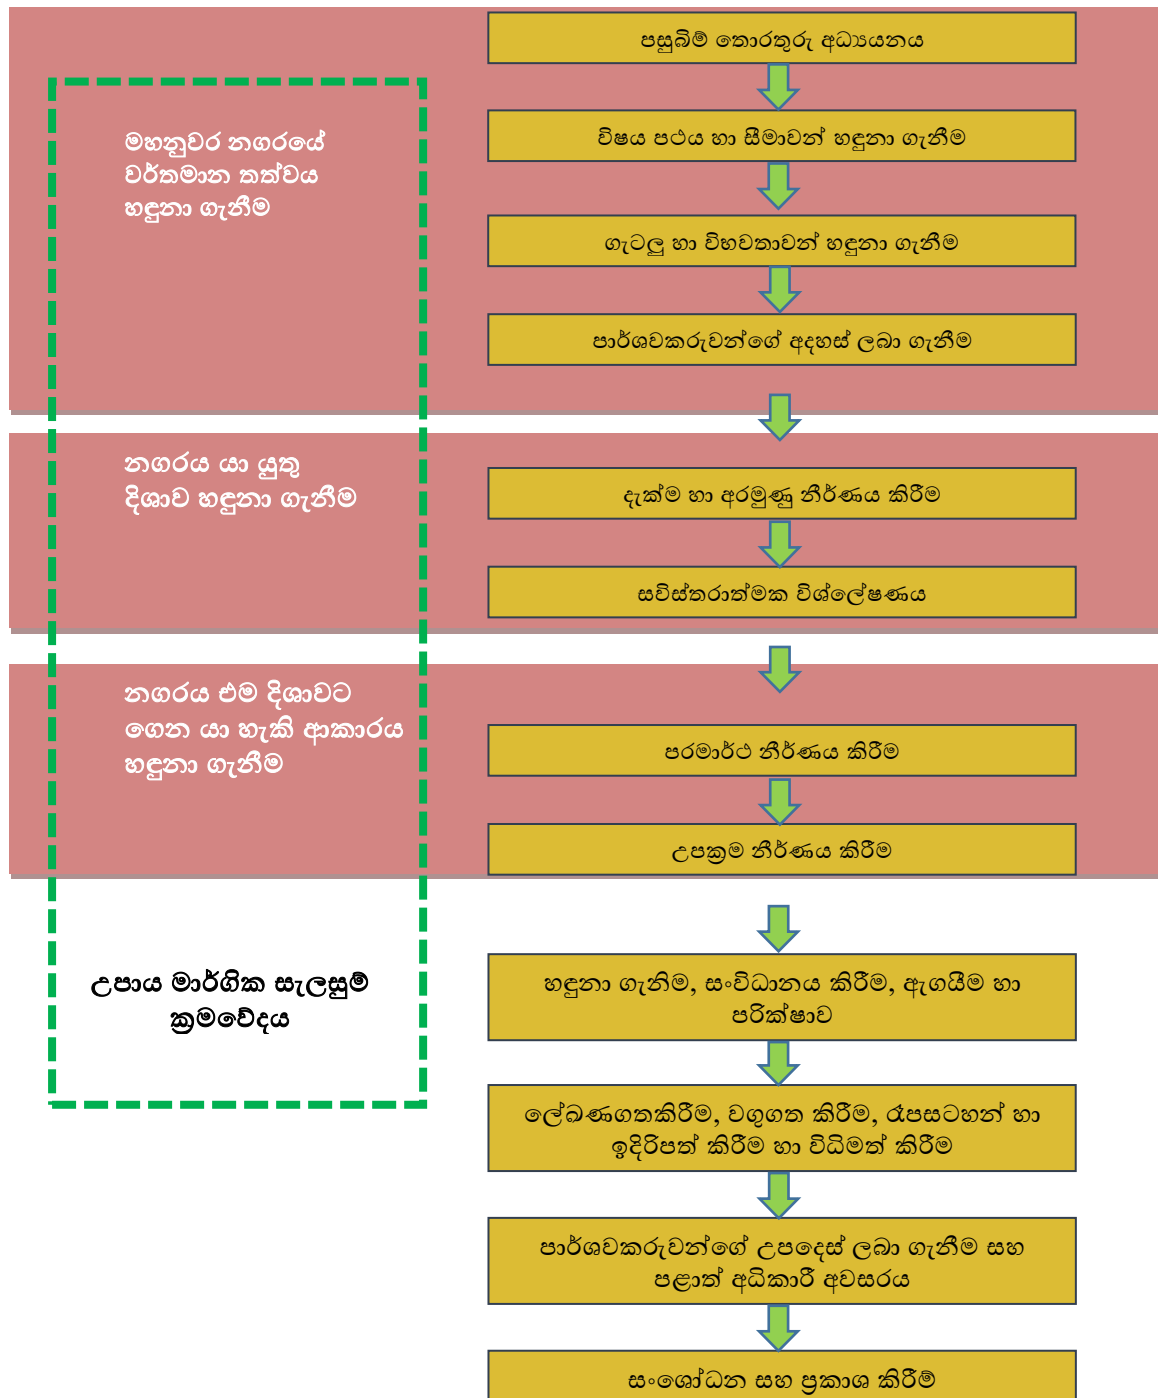 පසුබිම් තොරතුරු අධ්‍යයනය
මහනුවර නගරයේ
වර්තමාන තත්වය
හඳුනා ගැනීම
විෂය පථය හා සීමාවන් හඳුනා ගැනීම
ගැටලු හා විභවතාවන් හඳුනා ගැනීම
පාර්ශවකරුවන්ගේ අදහස් ලබා ගැනීම
නගරය යා යුතු
දිශාව හඳුනා ගැනීම
දැක්ම හා අරමුණු නිර්ණය කිරීම
සවිස්තරාත්මක විශ්ලේෂණය
නගරය එම දිශාවට
ගෙන යා හැකි ආකාරය
හඳුනා ගැනීම
පරමාර්ථ නිර්ණය කිරීම
උපක්‍රම නිර්ණය කිරීම
උපාය මාර්ගික සැලසුම්
ක්‍රමවේදය
හඳුනා ගැනිම, සංවිධානය කිරීම, ඇගයීම හා
පරික්ෂාව
ලේඛණගතකිරීම, වගුගත කිරීම, රූපසටහන් හා
ඉදිරිපත් කිරීම හා විධිමත් කිරීම
පාර්ශවකරුවන්ගේ උපදෙස් ලබා ගැනීම සහ
පළාත් අධිකාරී අවසරය
සංශෝධන සහ ප්‍රකාශ කිරීම්